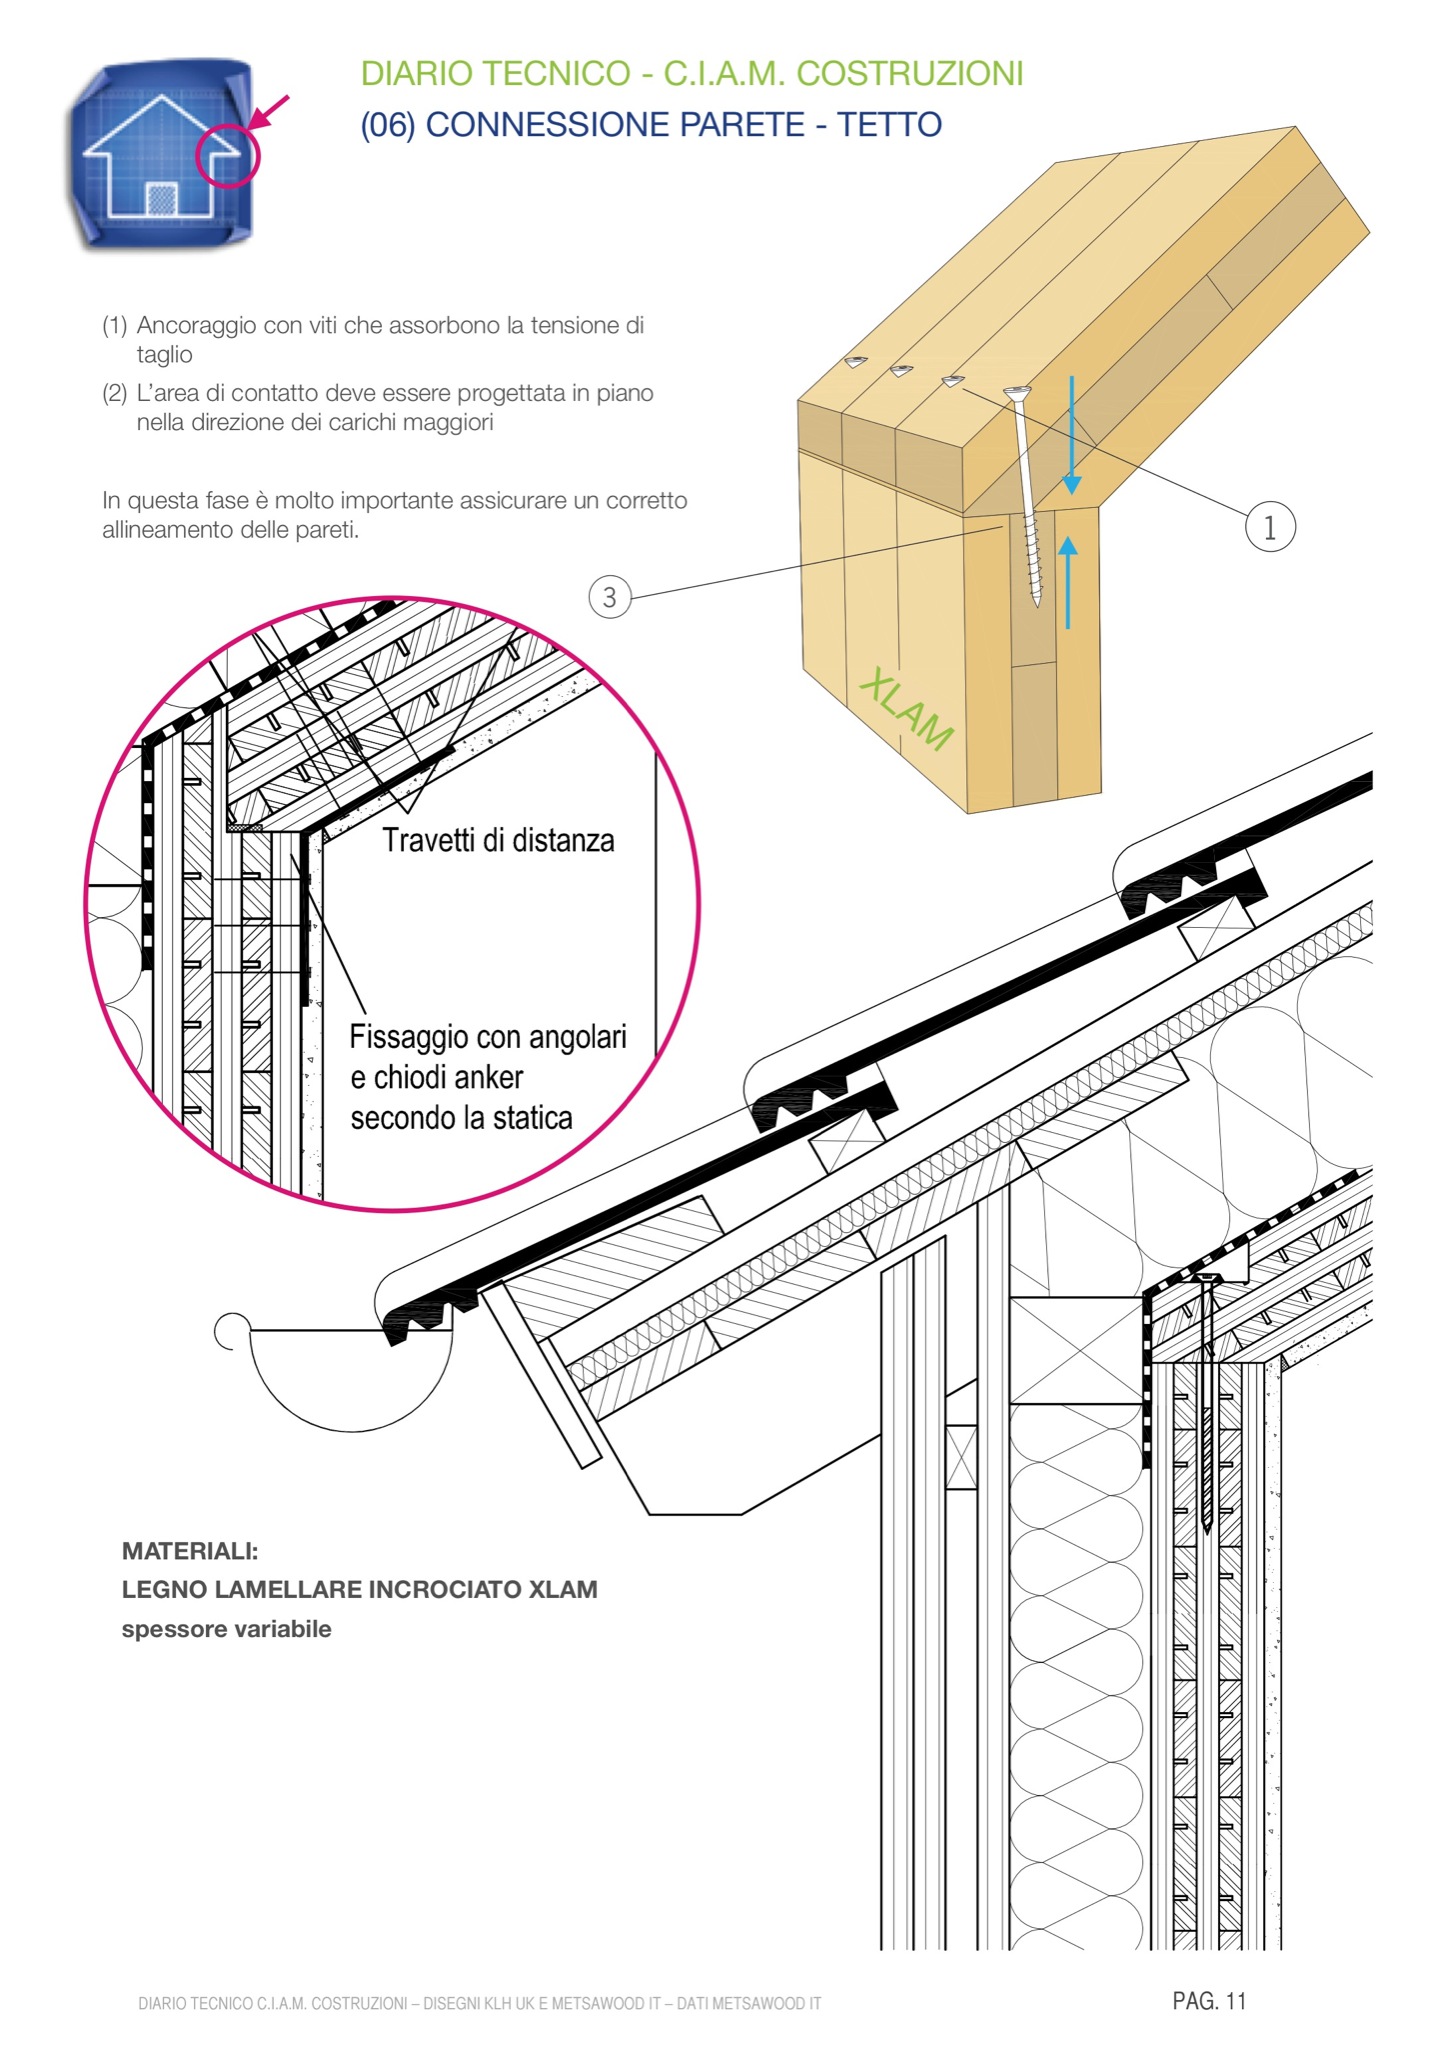 DIARIO TECNICO - C.I.A.M. COSTRUZIONI
(06) CONNESSIONE PARETE - TETTO
(1) Ancoraggio con viti che assorbono la tensione di
taglio
(2) L’area di contatto deve essere progettata in piano
nella direzione dei carichi maggiori
In questa fase è molto importante assicurare un corretto
allineamento delle pareti.
1
3
XLAM
Travetti di distanza
Fissaggio con angolari
e chiodi anker
secondo la statica
MATERIALI:
LEGNO LAMELLARE INCROCIATO XLAM
spessore variabile
DIARIO TECNICO C.I.A.M. COSTRUZIONI – DISEGNI KLH UK E METSAWOOD IT – DATI METSAWOOD IT
PAG. 11